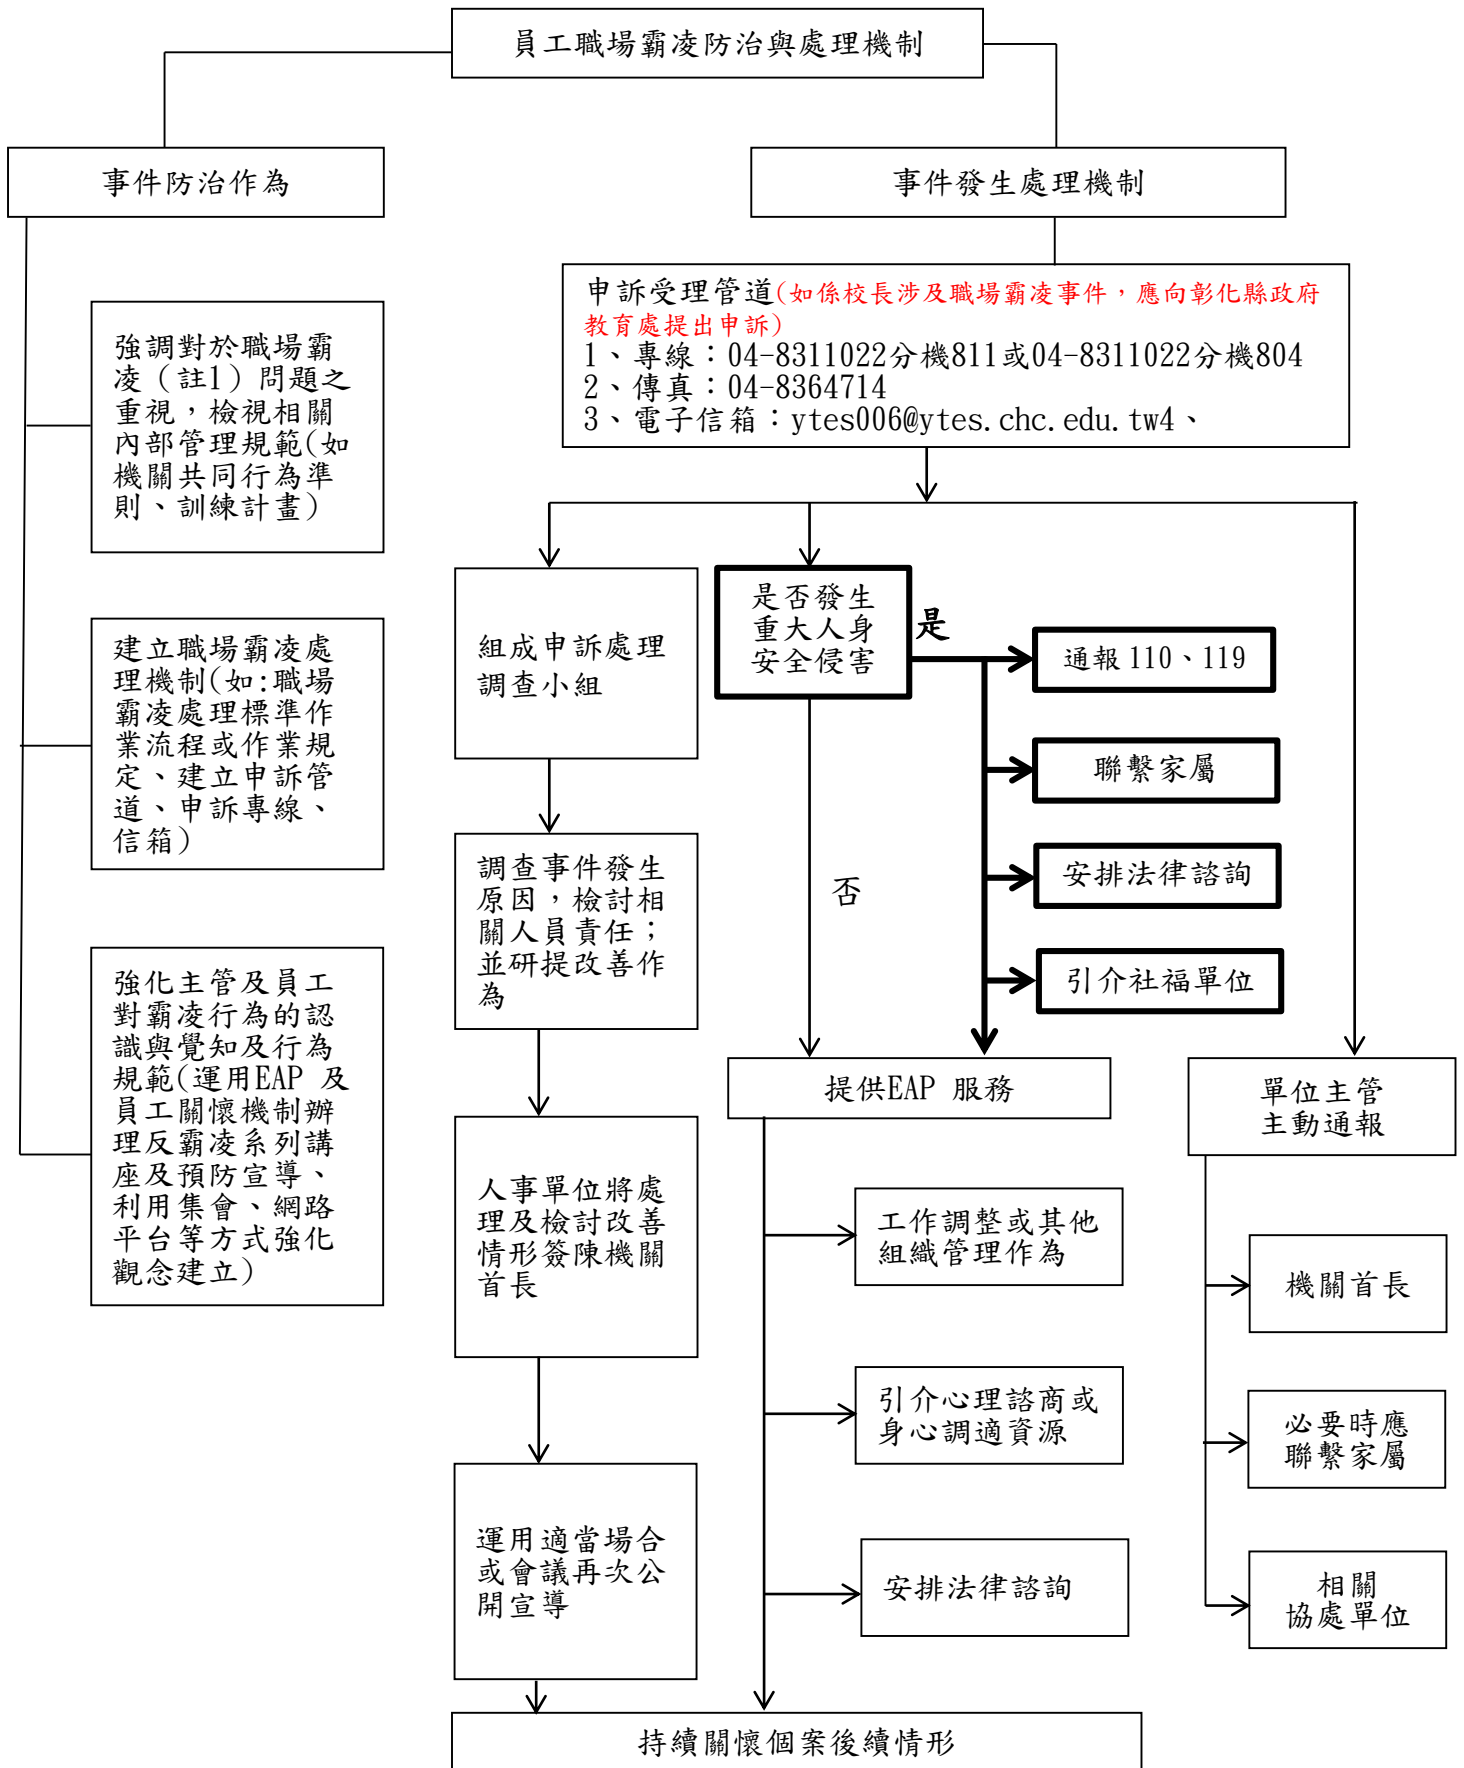 員工職場霸凌防治與處理機制
事件防治作為
強調對於職場霸
凌（註1）問題之
重視，檢視相關
內部管理規範(如
機關共同行為準
則、訓練計畫)
建立職場霸凌處
理機制(如:職場
霸凌處理標準作
業流程或作業規
定、建立申訴管
道、申訴專線、
信箱)
強化主管及員工
對霸凌行為的認
識與覺知及行為
規範(運用EAP 及
員工關懷機制辦
理反霸凌系列講
座及預防宣導、
利用集會、網路
平台等方式強化
觀念建立)
事件發生處理機制
申訴受理管道(如係校長涉及職場霸凌事件，應向彰化縣政府
教育處提出申訴)
1、專線：04-8311022分機811或04-8311022分機804
2、傳真：04-8364714
3、電子信箱：ytes006@ytes.chc.edu.tw4、
組成申訴處理
調查小組
調查事件發生
原因，檢討相
關人員責任；
並研提改善作
為
人事單位將處
理及檢討改善
情形簽陳機關
首長
運用適當場合
或會議再次公
開宣導
是否發生
重大人身
安全侵害
是
否
通報 110、119
聯繫家屬
安排法律諮詢
引介社福單位
提供EAP 服務
工作調整或其他
組織管理作為
引介心理諮商或
身心調適資源
安排法律諮詢
單位主管
主動通報
機關首長
必要時應
聯繫家屬
相關
協處單位
持續關懷個案後續情形